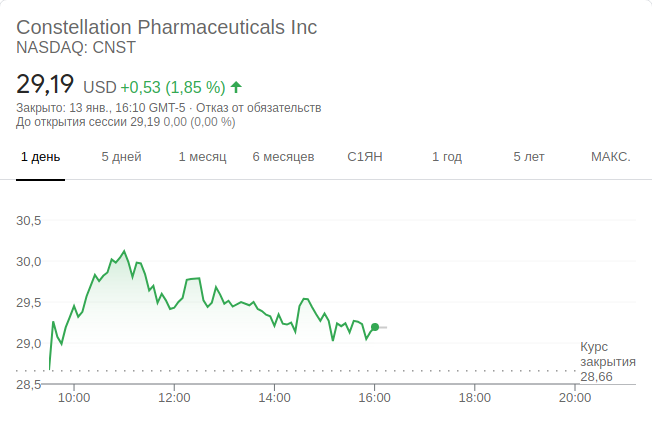 Constellation Pharmaceuticals Inc
NASDAQ: CNST
29,19 USD +0,53 (1,85 %)
Закрыто: 13 янв., 16:10 GMT-5 · Отказ от обязательств
До открытия сессии 29,19 0,00 (0,00 %)
1 день 5 дней 1 месяц 6 месяцев С1ЯН 1 год 5 лет МАКС.
30,5
30,0
29,5
29,0
28,5
Курс
закрытия
28,66
10:00 12:00 14:00 16:00 18:00 20:00